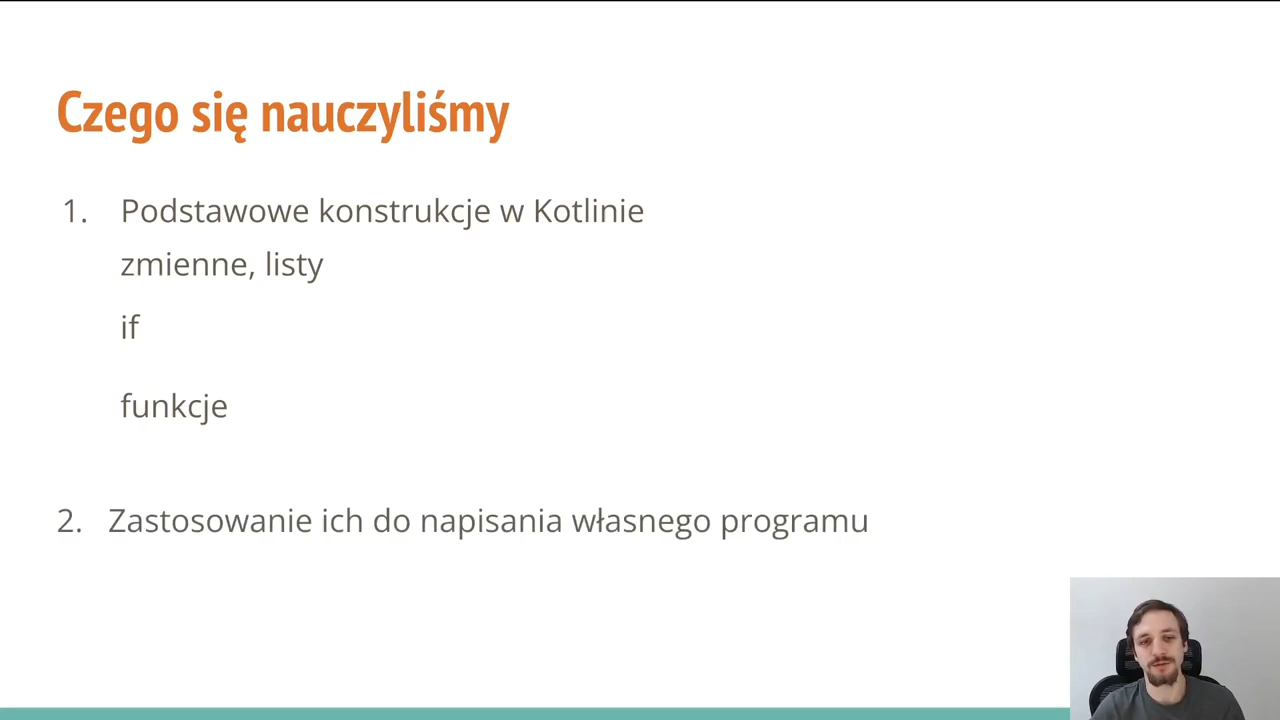 Czego się nauczyliśmy
1. Podstawowe konstrukcje w Kotlinie
zmienne, listy
if
funkcje
2. Zastosowanie ich do napisania własnego programu